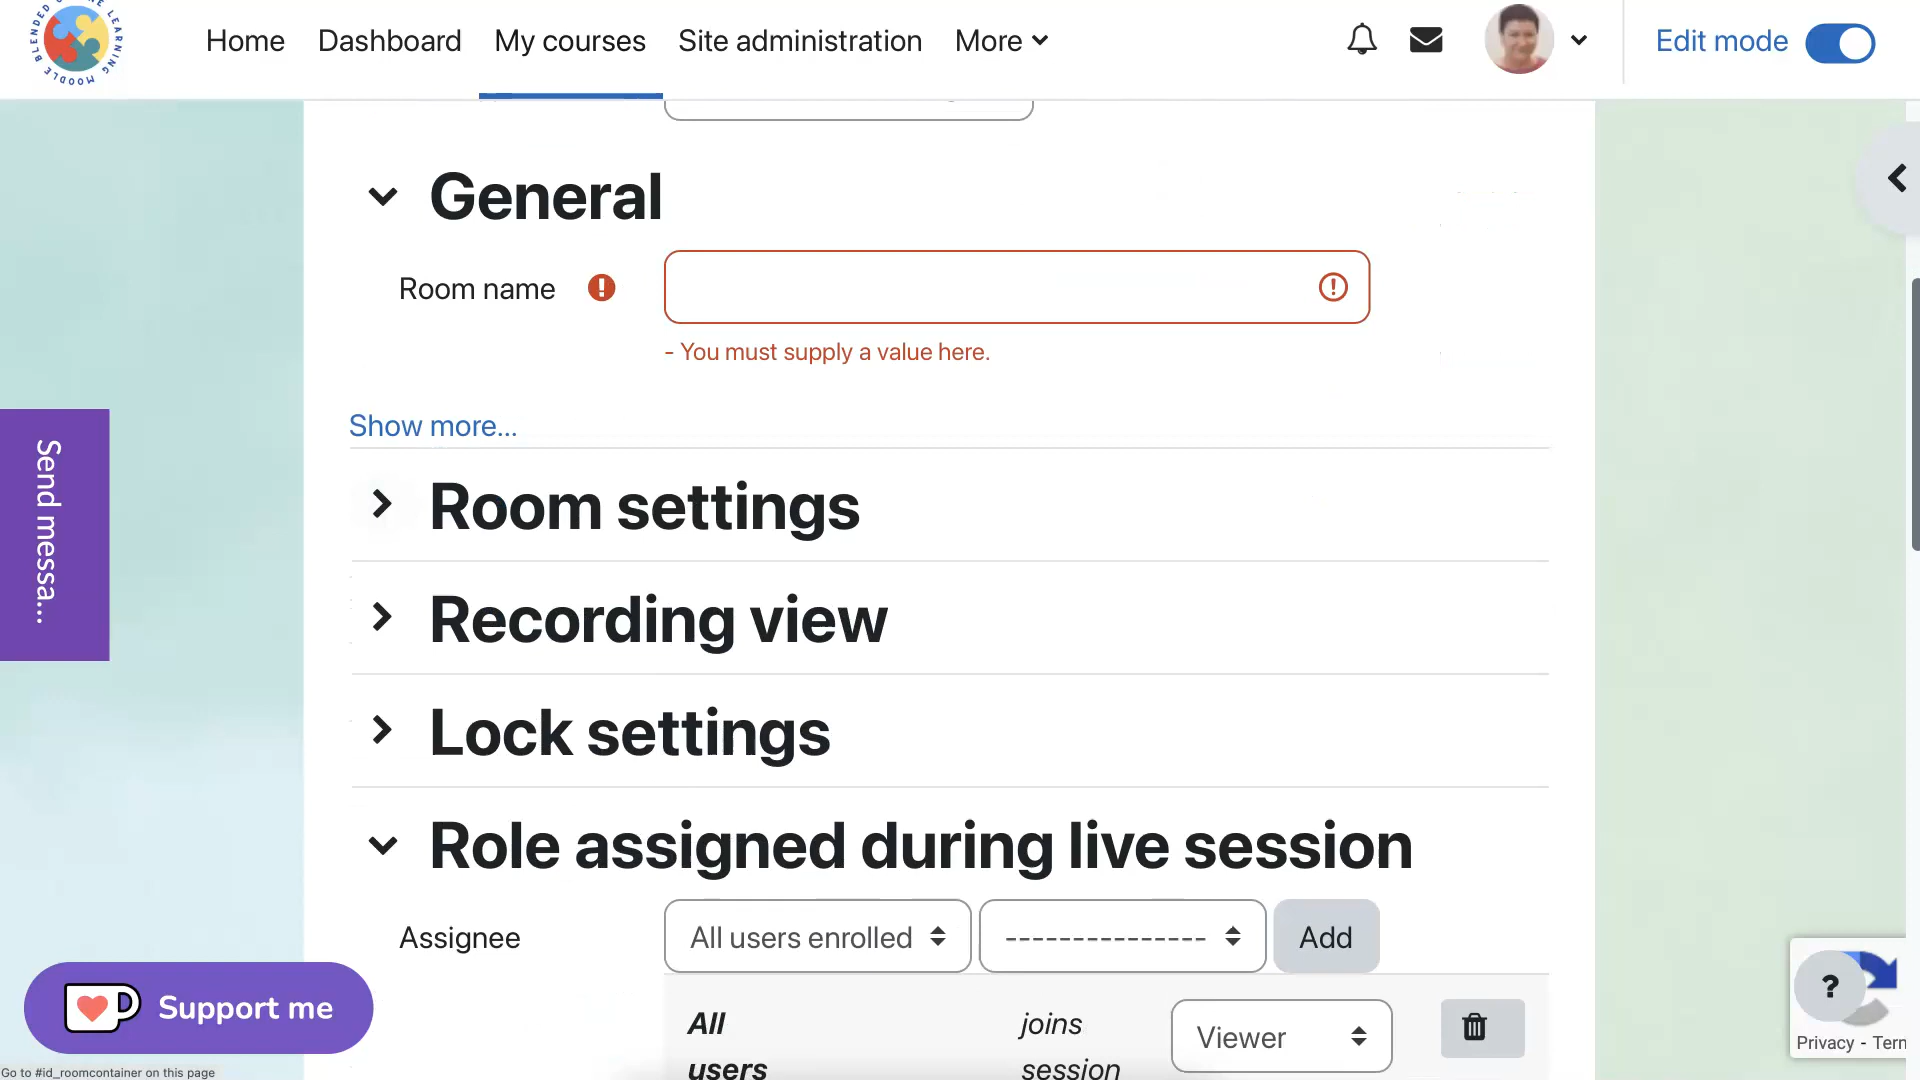 Home Dashboard My courses Site administration More
Edit mode
General
Room name
- You must supply a value here.
Show more...
Send messa...
Room settings
Recording view
Lock settings
Role assigned during live session
Assignee All users enrolled --------------- Add
Support me
All users joins session Viewer
?
Privacy - Tern
Go to #id_roomcontainer on this page